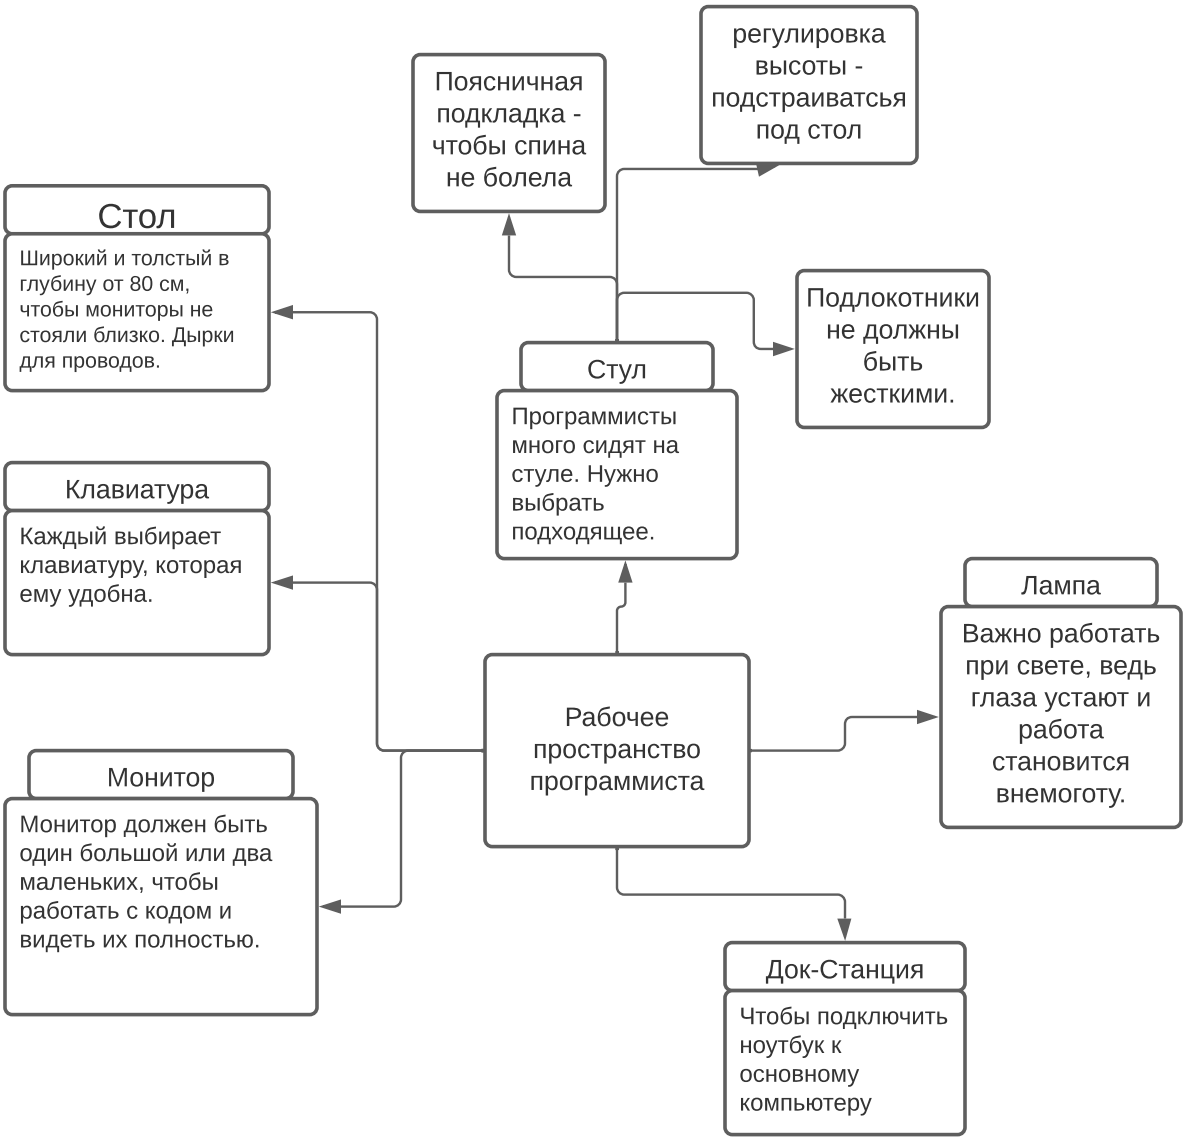 регулировка
высоты -
подстраиваться
под стол
Поясничная
подкладка -
чтобы спина
не болела
Стол
Широкий и толстый в
глубину от 80 см,
чтобы мониторы не
стояли близко. Дырки
для проводов.
Подлокотники
не должны
быть
жесткими.
Стул
Программисты
много сидят на
стуле. Нужно
выбрать
подходящее.
Клавиатура
Каждый выбирает
клавиатуру, которая
ему удобна.
Лампа
Важно работать
при свете, ведь
глаза устают и
работа
становится
внемоготу.
Рабочее
пространство
программиста
Монитор
Монитор должен быть
один большой или два
маленьких, чтобы
работать с кодом и
видеть их полностью.
Док-Станция
Чтобы подключить
ноутбук к
основному
компьютеру